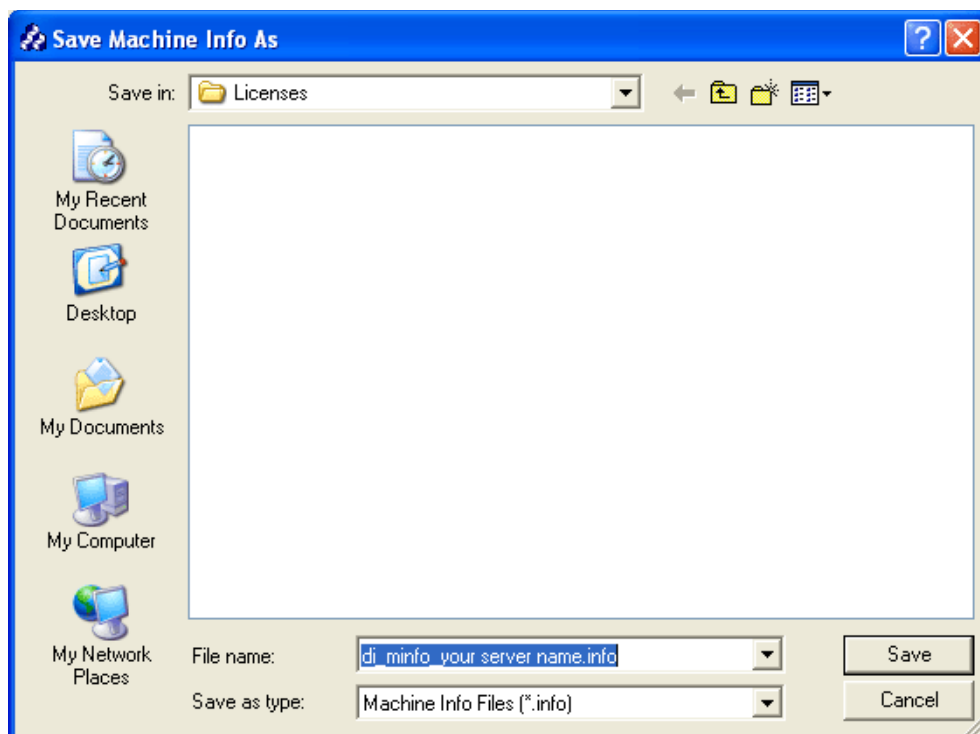 Save Machine Info As
Save in: Licenses
My Recent
Documents
Desktop
My Documents
My Computer
My Network
Places
File name: di_minfo_your server name.info Save
Save as type: Machine Info Files (*.info) Cancel